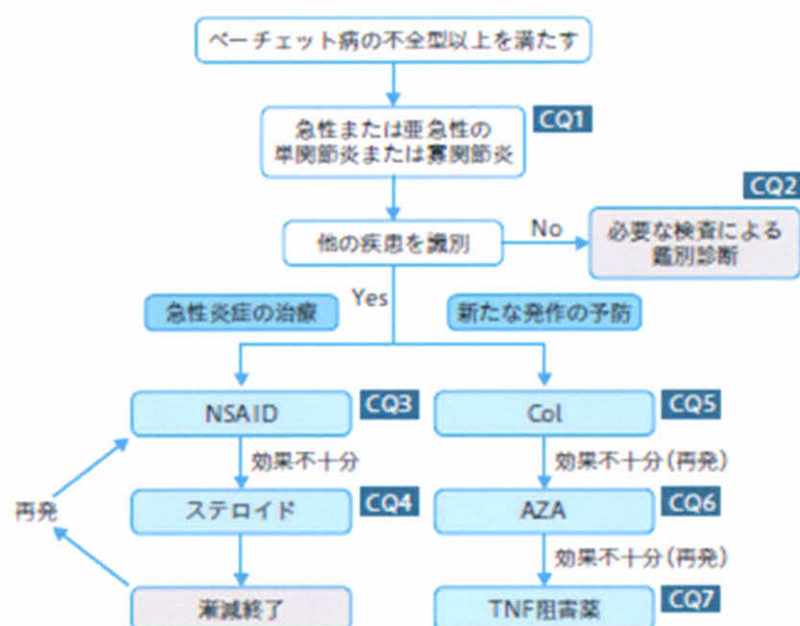 ベーチェット病の不全型以上を満たす
CQ1
急性または亜急性の
単関節炎または寡関節炎
CQ2
他の疾患を識別
No
必要な検査による
鑑別診断
Yes
急性炎症の治療
新たな発作の予防
NSAID
CQ3
Col
CQ5
効果不十分
効果不十分(再発)
再発
ステロイド
CQ4
AZA
CQ6
効果不十分(再発)
漸減終了
TNF阻害薬
CQ7